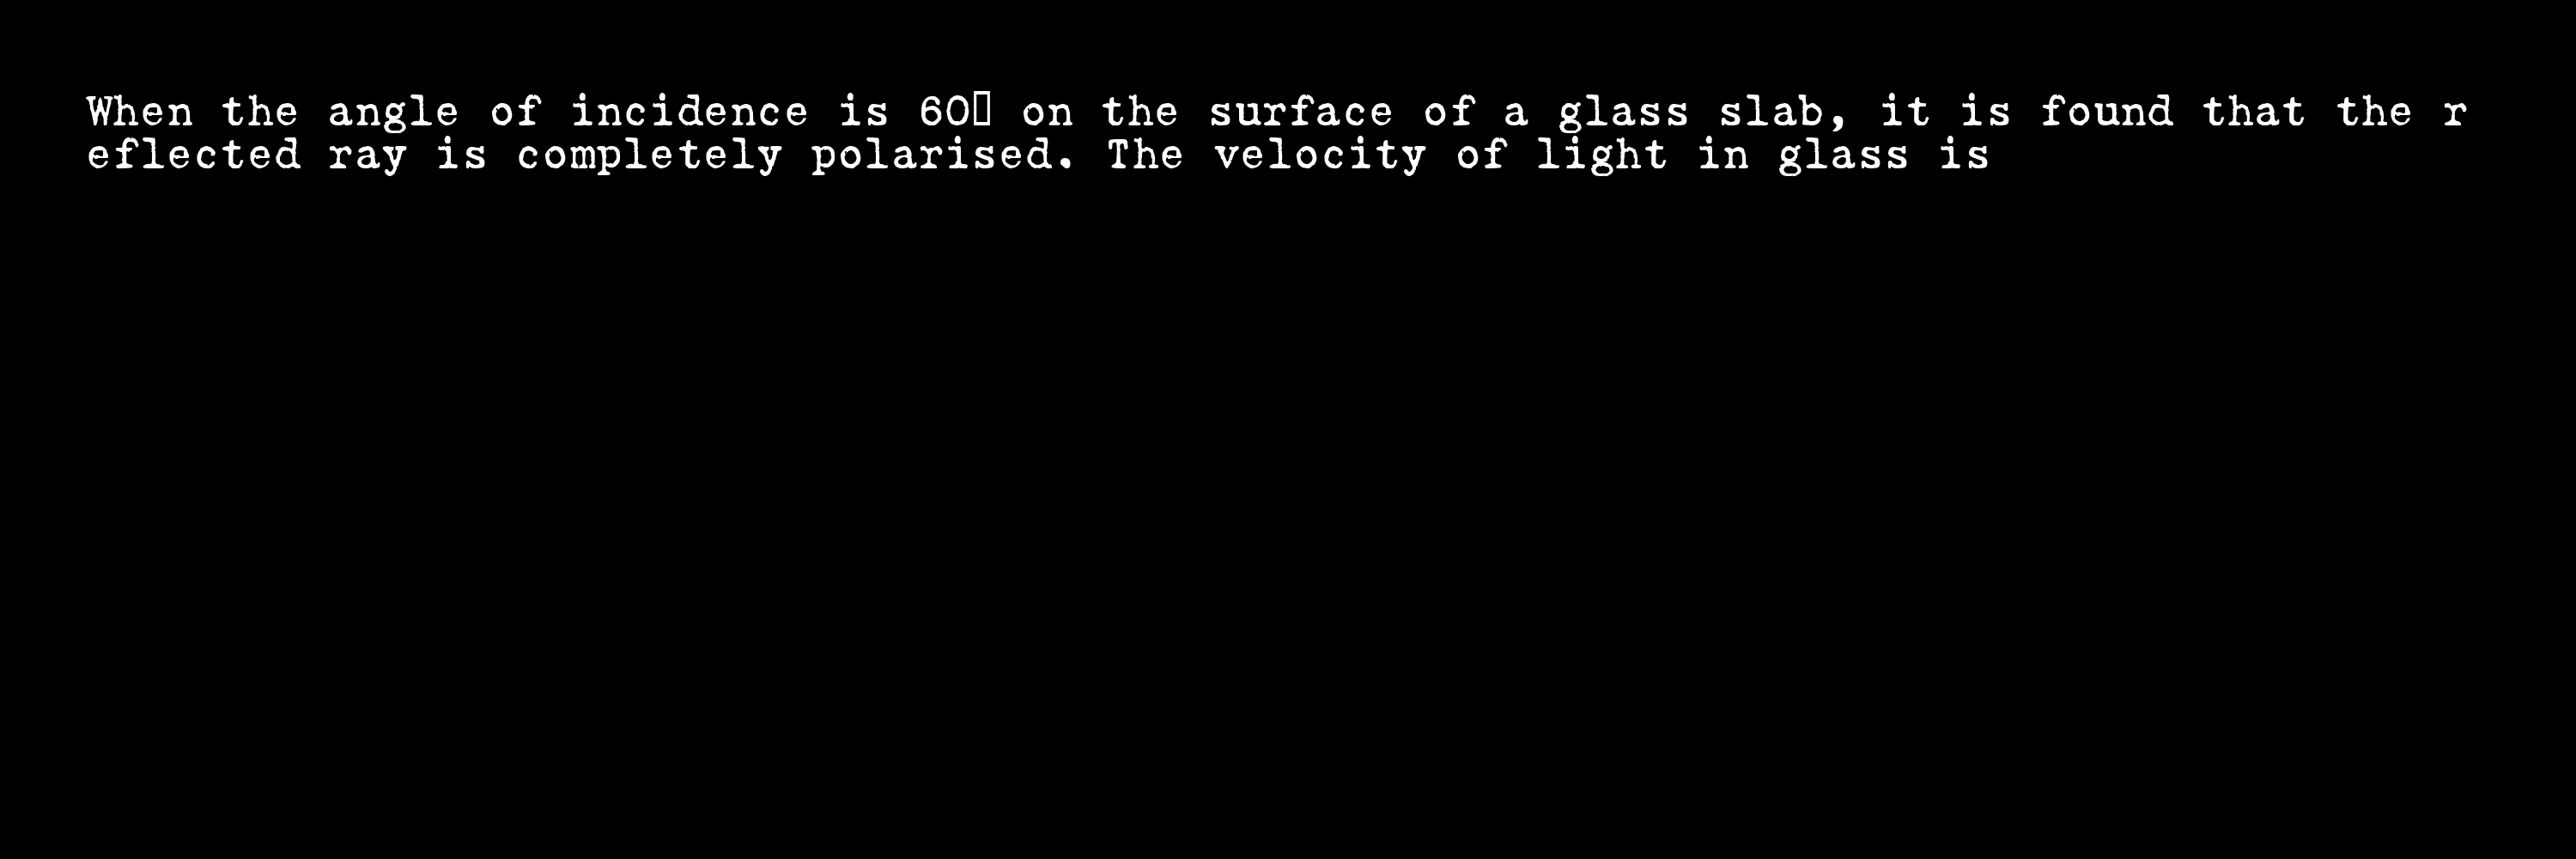 When the angle of incidence is 60▯ on the surface of a glass slab, it is found that the r
eflected ray is completely polarised. The velocity of light in glass is